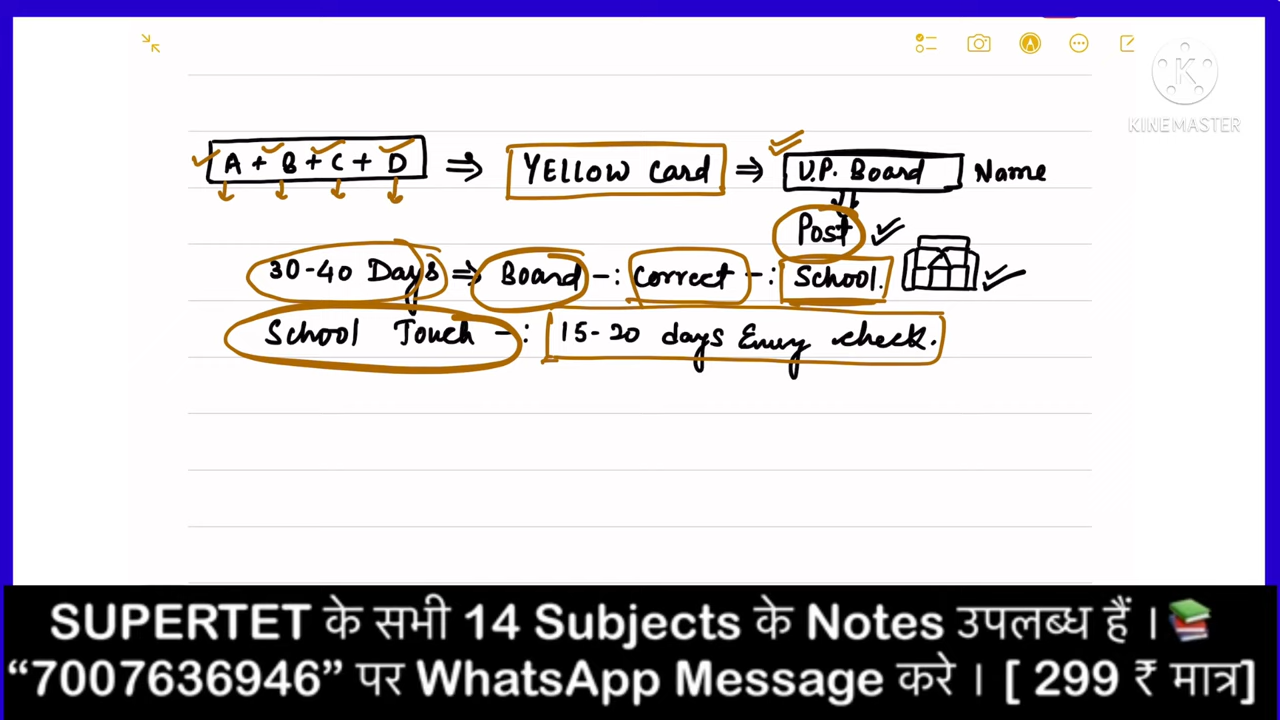 KINEMASTER
A + B + C + D ⇒ YELLOW Card ⇒ U.P. Board Name
Post
30-40 Days ⇒ Board -: Correct -: School.
School Touch -: 15-20 days Enrry check.
SUPERTET के सभी 14 Subjects के Notes उपलब्ध हैं ।📚
“7007636946” पर WhatsApp Message करे । [ 299 ₹ मात्र]